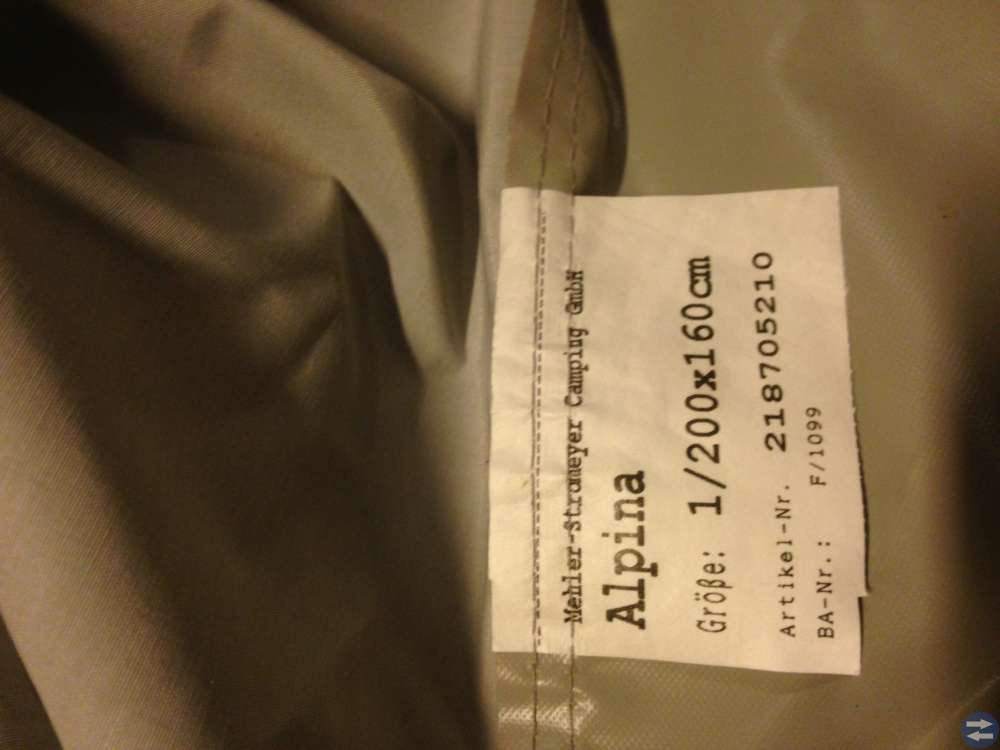 Mehler-Stromeyer Camping GmbH
Alpina
Größe: 1/200x160cm
Artikel-Nr. 218705210
BA-Nr.: F/1099